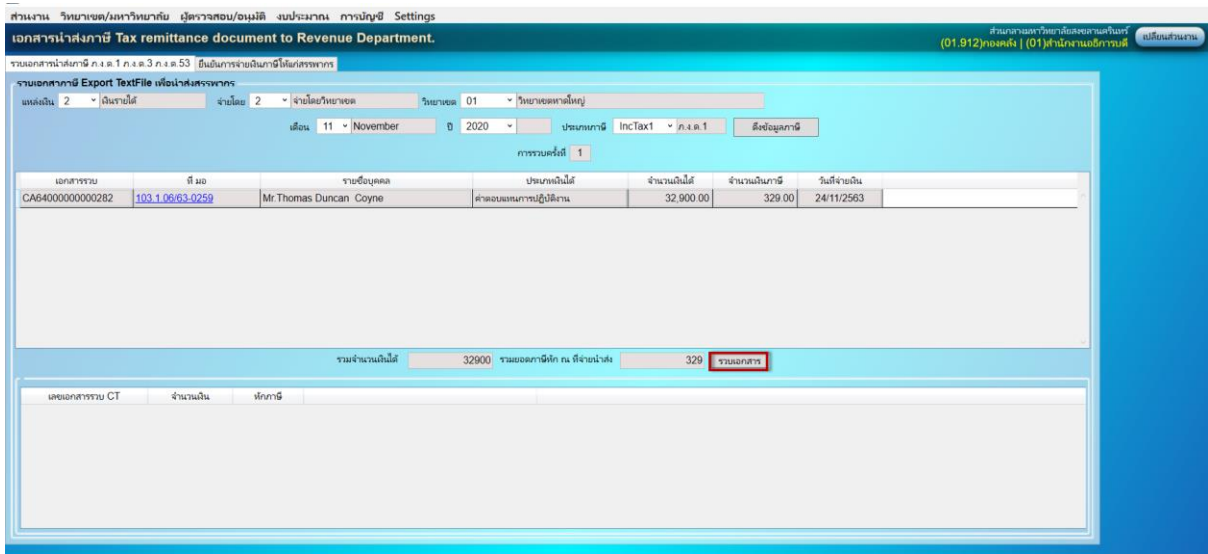 ส่วนงาน วิทยาเขต/มหาวิทยาลัย ผู้ตรวจสอบ/อนุมัติ งบประมาณ การบัญชี Settings
เอกสารนำส่งภาษี Tax remittance document to Revenue Department.
ส่วนกลางมหาวิทยาลัยสงขลานครินทร์
(01.912)กองคลัง | (01)สำนักงานอธิการบดี
เปลี่ยนส่วนงาน
รวบเอกสารนำส่งภาษี ภ.ง.ด.1 ภ.ง.ด.3 ภ.ง.ด.53 ยืนยันการจ่ายเงินภาษีให้แก่สรรพากร
รวบเอกสาภาษี Export TextFile เพื่อนำส่งสรรพากร
แหล่งเงิน 2 เงินรายได้ จ่ายโดย 2 จ่ายโดยวิทยาเขต วิทยาเขต 01 วิทยาเขตหาดใหญ่
เดือน 11 November ปี 2020 ประเภทภาษี IncTax1 ภ.ง.ด.1 ดึงข้อมูลภาษี
การรวบครั้งที่ 1
เอกสารรวบ ที่ มอ รายชื่อบุคคล ประเภทเงินได้ จำนวนเงินได้ จำนวนเงินภาษี วันที่จ่ายเงิน
CA64000000000282 103.1.06/63-0259 Mr.Thomas Duncan Coyne ค่าตอบแทนการปฏิบัติงาน 32,900.00 329.00 24/11/2563
รวมจำนวนเงินได้ 32900 รวมยอดภาษีหัก ณ ที่จ่ายนำส่ง 329 รวบเอกสาร
เลขเอกสารรวบ CT จำนวนเงิน หักภาษี